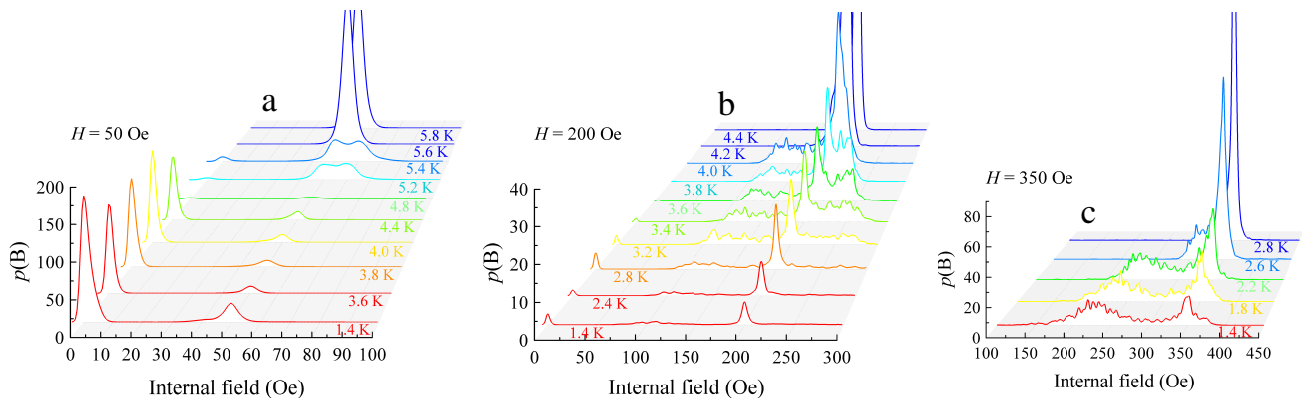 a
H = 50 Oe
5.8 K
5.6 K
5.4 K
5.2 K
4.8 K
4.4 K
4.0 K
3.8 K
3.6 K
1.4 K
200
150
100
50
0
p(B)
0 10 20 30 40 50 60 70 80 90 100
Internal field (Oe)
b
H = 200 Oe
4.4 K
4.2 K
4.0 K
3.8 K
3.6 K
3.4 K
3.2 K
2.8 K
2.4 K
1.4 K
40
30
20
10
0
p(B)
0 50 100 150 200 250 300
Internal field (Oe)
c
H = 350 Oe
2.8 K
2.6 K
2.2 K
1.8 K
1.4 K
80
60
40
20
0
p(B)
100 150 200 250 300 350 400 450
Internal field (Oe)